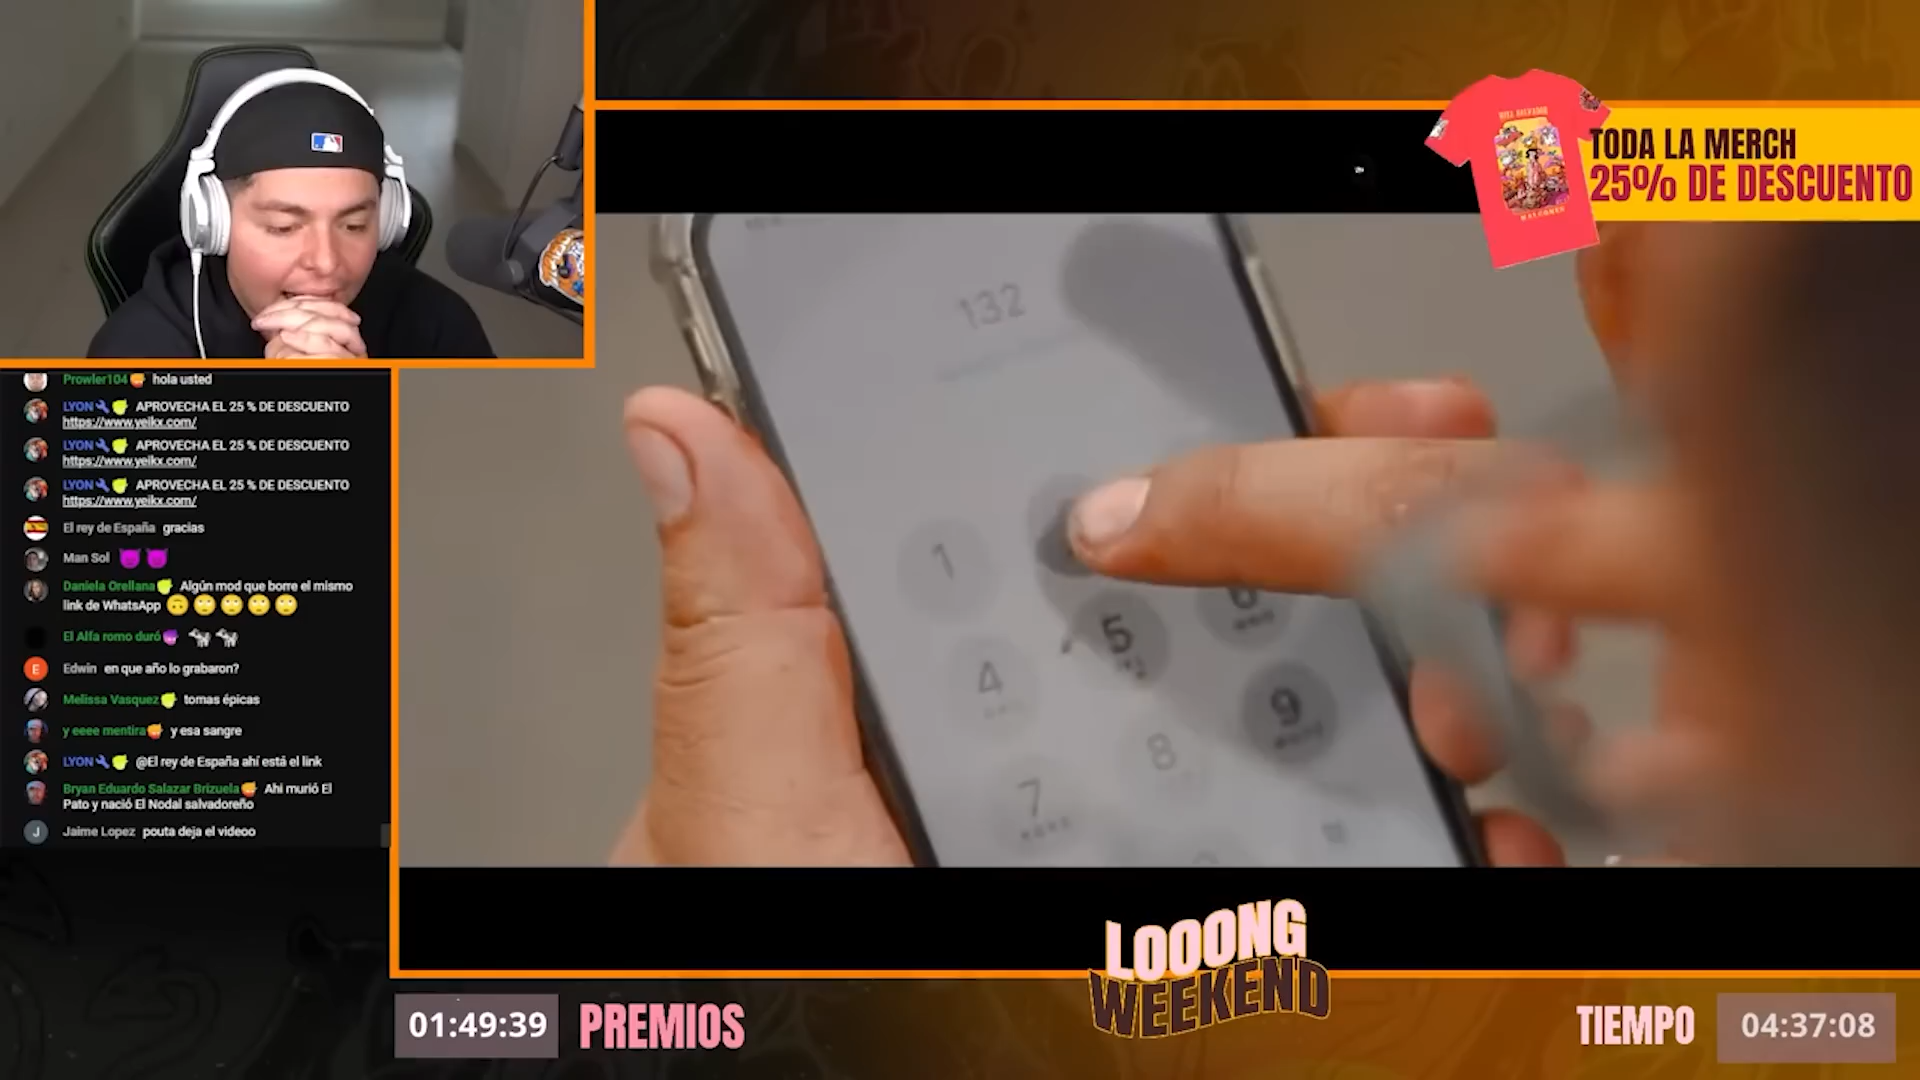 Prowler104 hola usted
LYON APROVECHA EL 25 % DE DESCUENTO
https://www.yeikx.com/
LYON APROVECHA EL 25 % DE DESCUENTO
https://www.yeikx.com/
LYON APROVECHA EL 25 % DE DESCUENTO
https://www.yeikx.com/
El rey de España gracias
Man Sol
Daniela Orellana Algún mod que borre el mismo
link de WhatsApp
El Alfa romo duró
E
Edwin en que año lo grabaron?
Melissa Vasquez tomas épicas
y eeee mentira y esa sangre
LYON @El rey de España ahí está el link
Bryan Eduardo Salazar Brizuela Ahi murió El
Pato y nació El Nodal salvadoreño
J
Jaime Lopez pouta deja el videoo
TODA LA MERCH
25% DE DESCUENTO
132
1
5
6
4
9
8
7
LOOONG
WEEKEND
01:49:39 PREMIOS
TIEMPO 04:37:08